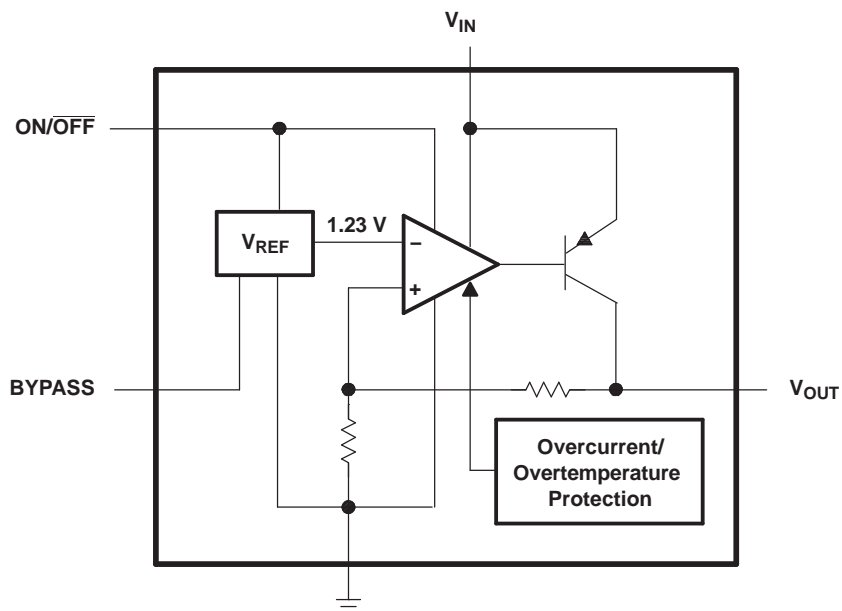 VIN
ON/OFF
1.23 V
VREF
−
+
BYPASS
VOUT
Overcurrent/
Overtemperature
Protection